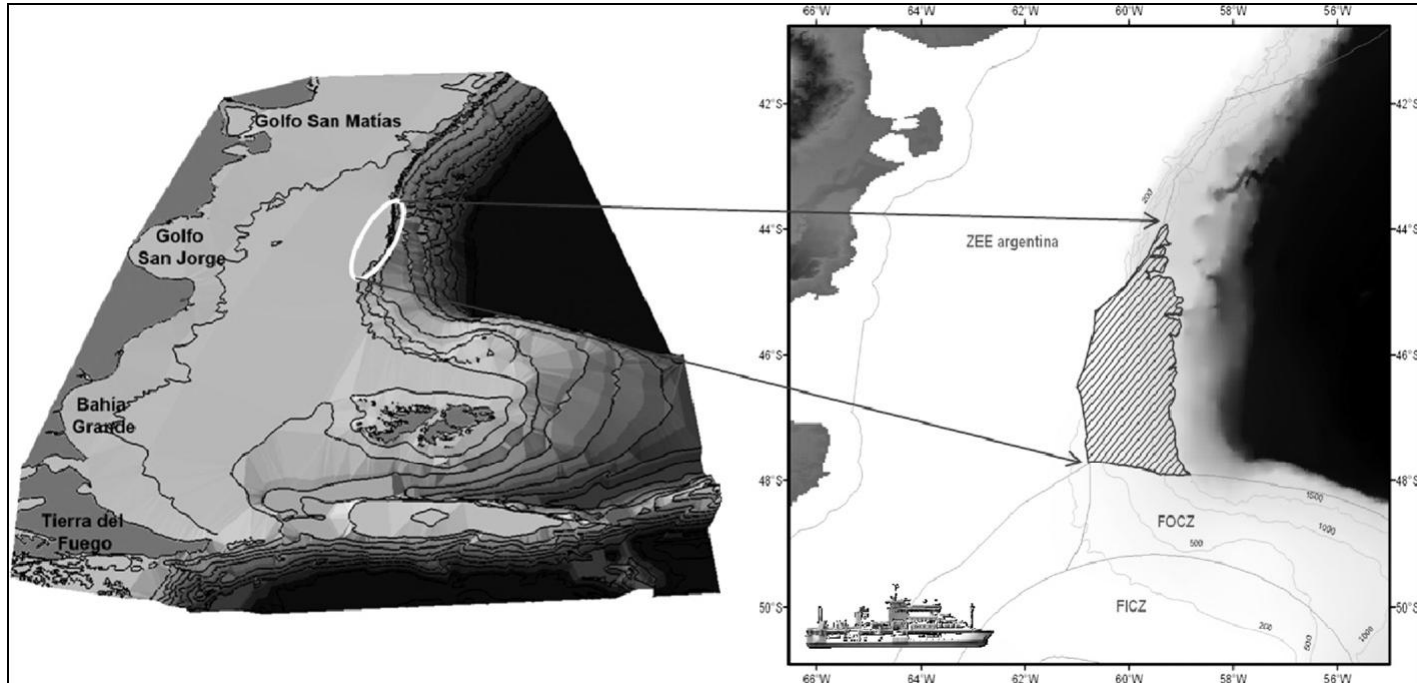 Golfo San Matías
Golfo
San Jorge
Bahía
Grande
Tierra del
Fuego
66°W 64°W 62°W 60°W 58°W 56°W
42°S 42°S
200
44°S 44°S
ZEE argentina
46°S 46°S
48°S 48°S
1500
FOCZ
1000
500
FICZ
50°S 50°S
200
500
1000
66°W 64°W 62°W 60°W 58°W 56°W